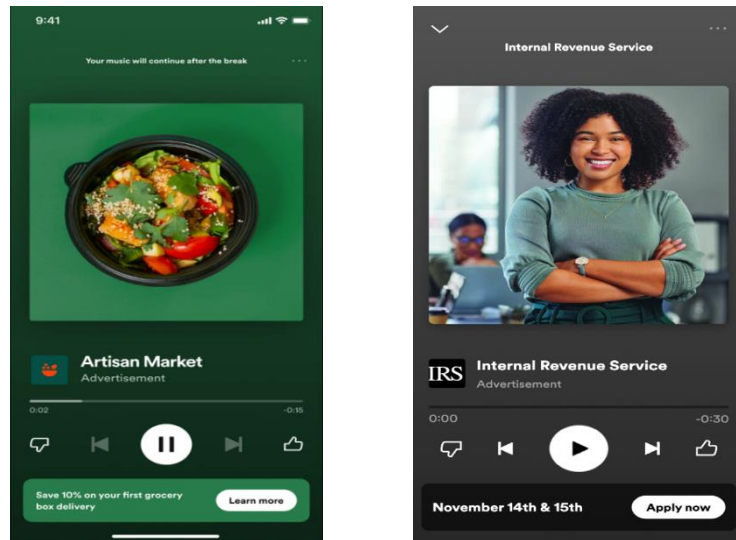 9:41
Your music will continue after the break
Artisan Market
Advertisement
0:02
-0:15
Save 10% on your first grocery
box delivery
Learn more
Internal Revenue Service
IRS
Internal Revenue Service
Advertisement
0:00
-0:30
November 14th & 15th
Apply now